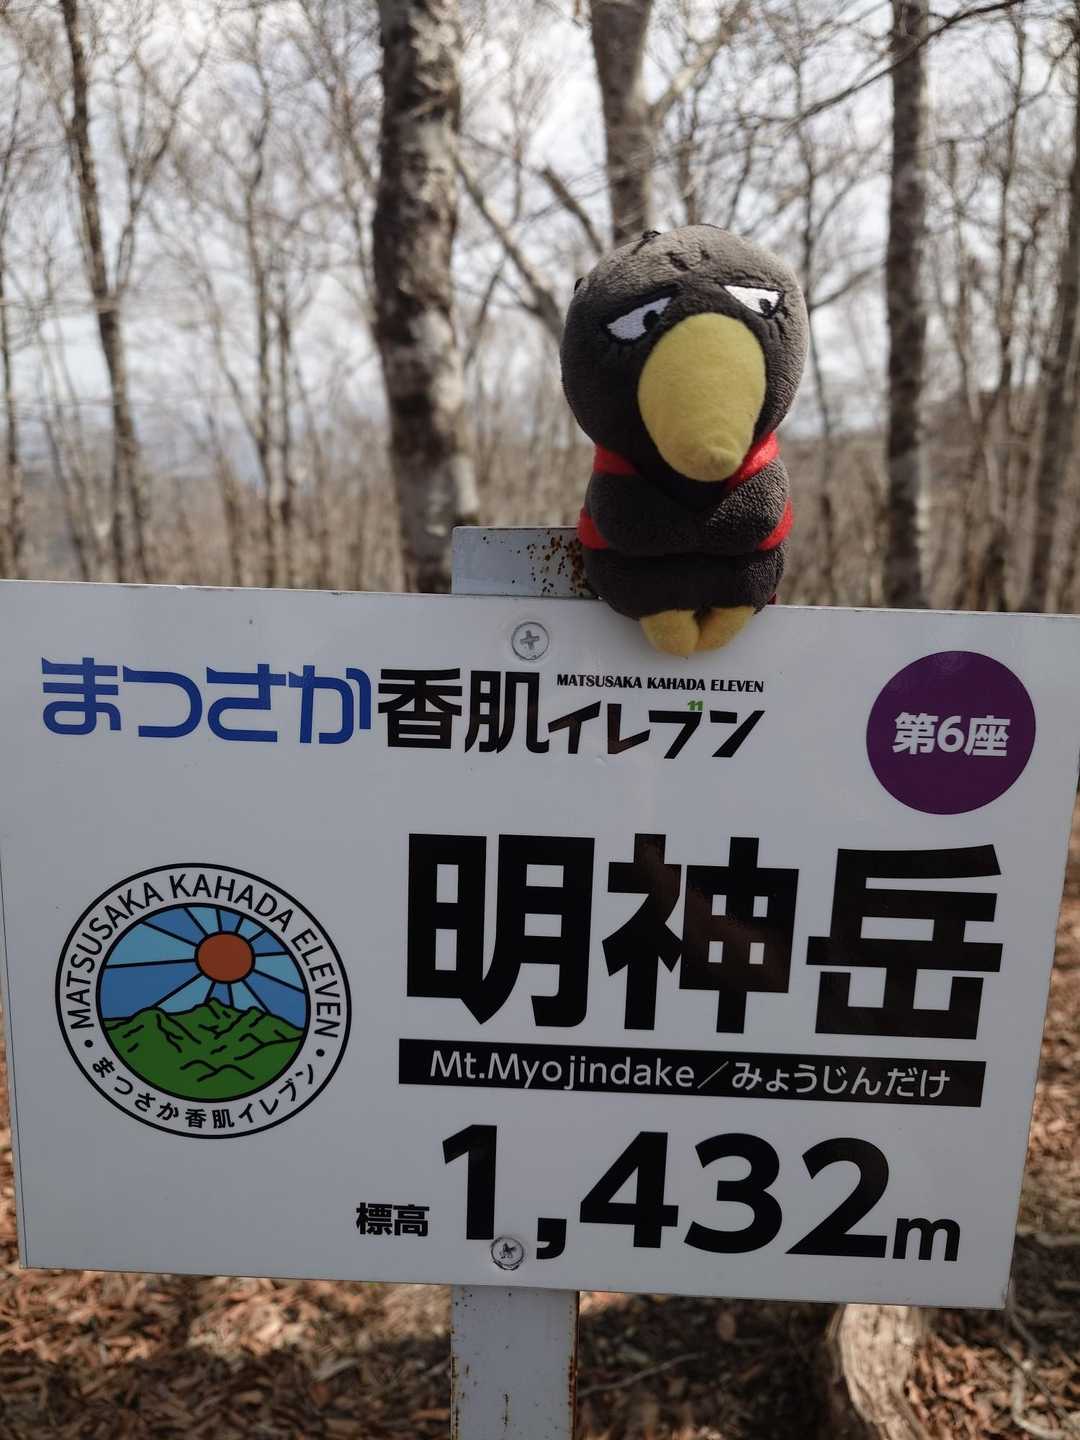 まつさか香肌イレブン
MATSUSAKA KAHADA ELEVEN
11
第6座
明神岳
Mt.Myojindake／みょうじんだけ
標高 1,432m
MATSUSAKA KAHADA ELEVEN
・まつさか香肌イレブン・